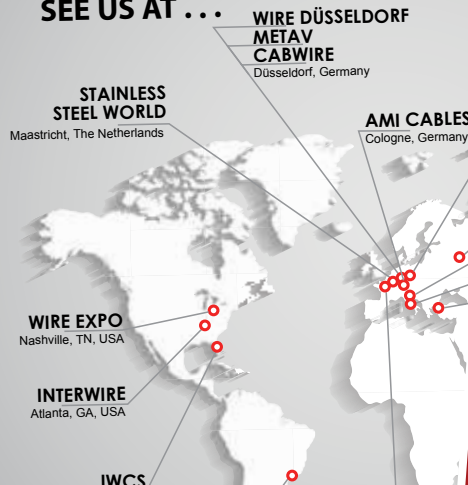 SEE US AT . . .
WIRE DÜSSELDORF
METAV
CABWIRE
Düsseldorf, Germany
STAINLESS
STEEL WORLD
Maastricht, The Netherlands
AMI CABLES
Cologne, Germany
WIRE EXPO
Nashville, TN, USA
INTERWIRE
Atlanta, GA, USA
IWCS